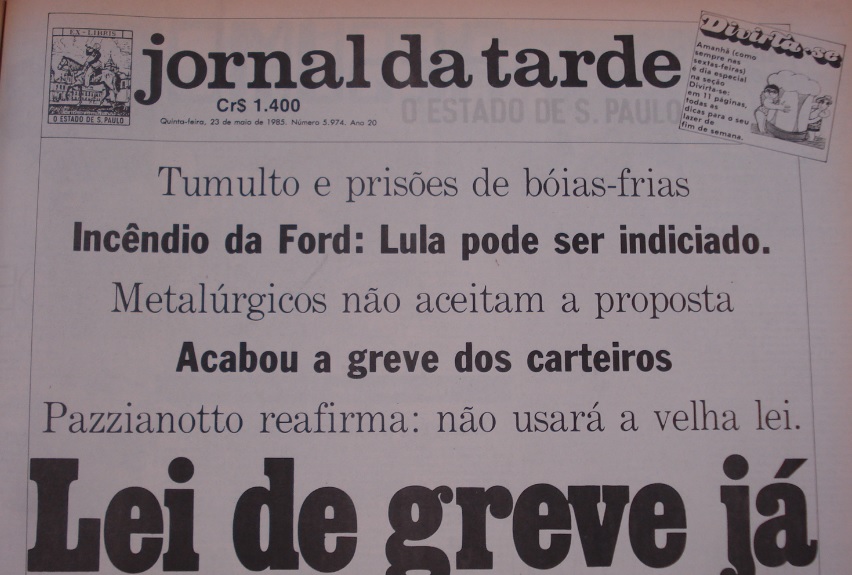 EX-LIBRIS
O ESTADO DE S. PAULO
jornal da tarde
Cr$ 1.400
O ESTADO DE S. PAULO
Quinta-feira, 23 de maio de 1985. Número 5.974. Ano 20
Divirta-se
Amanhã (como
sempre nas
sextas-feiras)
é dia especial
na seção
Divirta-se:
em 11 páginas,
todas as
dicas para o seu
lazer de
fim de semana.
Tumulto e prisões de bóias-frias
Incêndio da Ford: Lula pode ser indiciado.
Metalúrgicos não aceitam a proposta
Acabou a greve dos carteiros
Pazzianotto reafirma: não usará a velha lei.
Lei de greve já